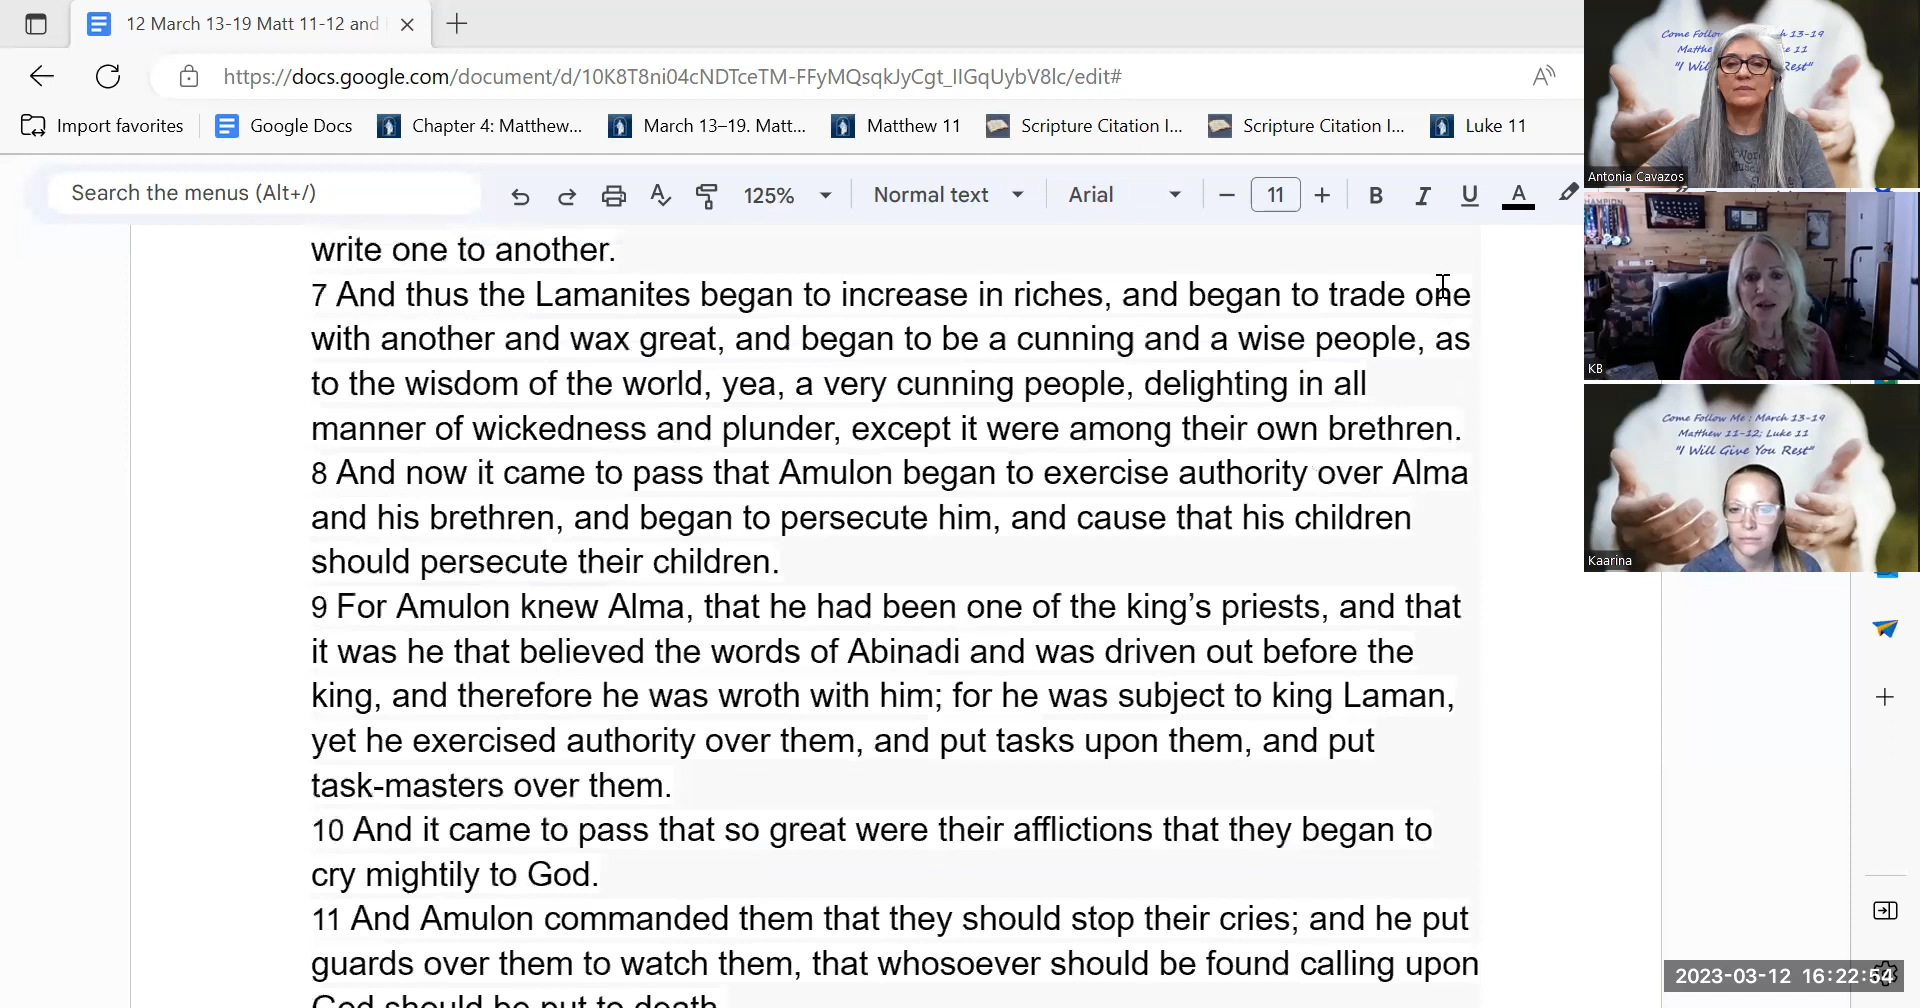 12 March 13-19 Matt 11-12 and
https://docs.google.com/document/d/10K8T8ni04cNDTceTM-FFyMQsqkJyCgt_IIGqUybV8lc/edit#
Import favorites
Google Docs
Chapter 4: Matthew...
March 13–19. Matt...
Matthew 11
Scripture Citation I...
Scripture Citation I...
Luke 11
Search the menus (Alt+/)
125%
Normal text
Arial
11
B I U A
write one to another.
7 And thus the Lamanites began to increase in riches, and began to trade one
with another and wax great, and began to be a cunning and a wise people, as
to the wisdom of the world, yea, a very cunning people, delighting in all
manner of wickedness and plunder, except it were among their own brethren.
8 And now it came to pass that Amulon began to exercise authority over Alma
and his brethren, and began to persecute him, and cause that his children
should persecute their children.
9 For Amulon knew Alma, that he had been one of the king’s priests, and that
it was he that believed the words of Abinadi and was driven out before the
king, and therefore he was wroth with him; for he was subject to king Laman,
yet he exercised authority over them, and put tasks upon them, and put
task-masters over them.
10 And it came to pass that so great were their afflictions that they began to
cry mightily to God.
11 And Amulon commanded them that they should stop their cries; and he put
guards over them to watch them, that whosoever should be found calling upon
God should be put to death.
Come Follow
13-19
11
"I Wil
Rest"
Antonia Cavazos
KB
Come Follow Me : March 13-19
Matthew 11-12; Luke 11
"I Will Give You Rest"
Kaarina
2023-03-12 16:22:54